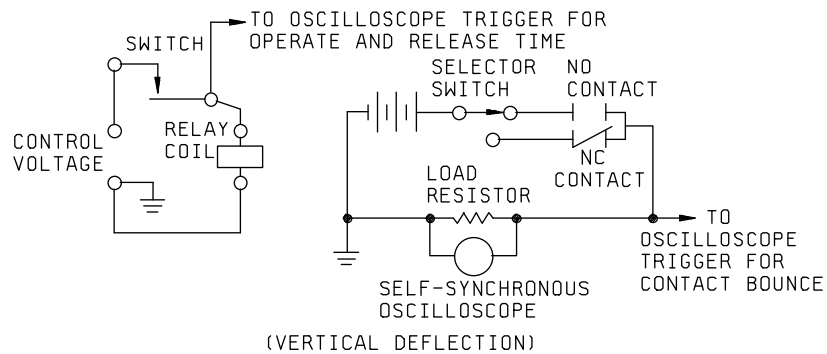 TO OSCILLOSCOPE TRIGGER FOR
OPERATE AND RELEASE TIME
SWITCH
SELECTOR
SWITCH
NO
CONTACT
CONTROL
VOLTAGE
RELAY
COIL
NC
CONTACT
LOAD
RESISTOR
TO
OSCILLOSCOPE
TRIGGER FOR
CONTACT BOUNCE
SELF-SYNCHRONOUS
OSCILLOSCOPE
(VERTICAL DEFLECTION)